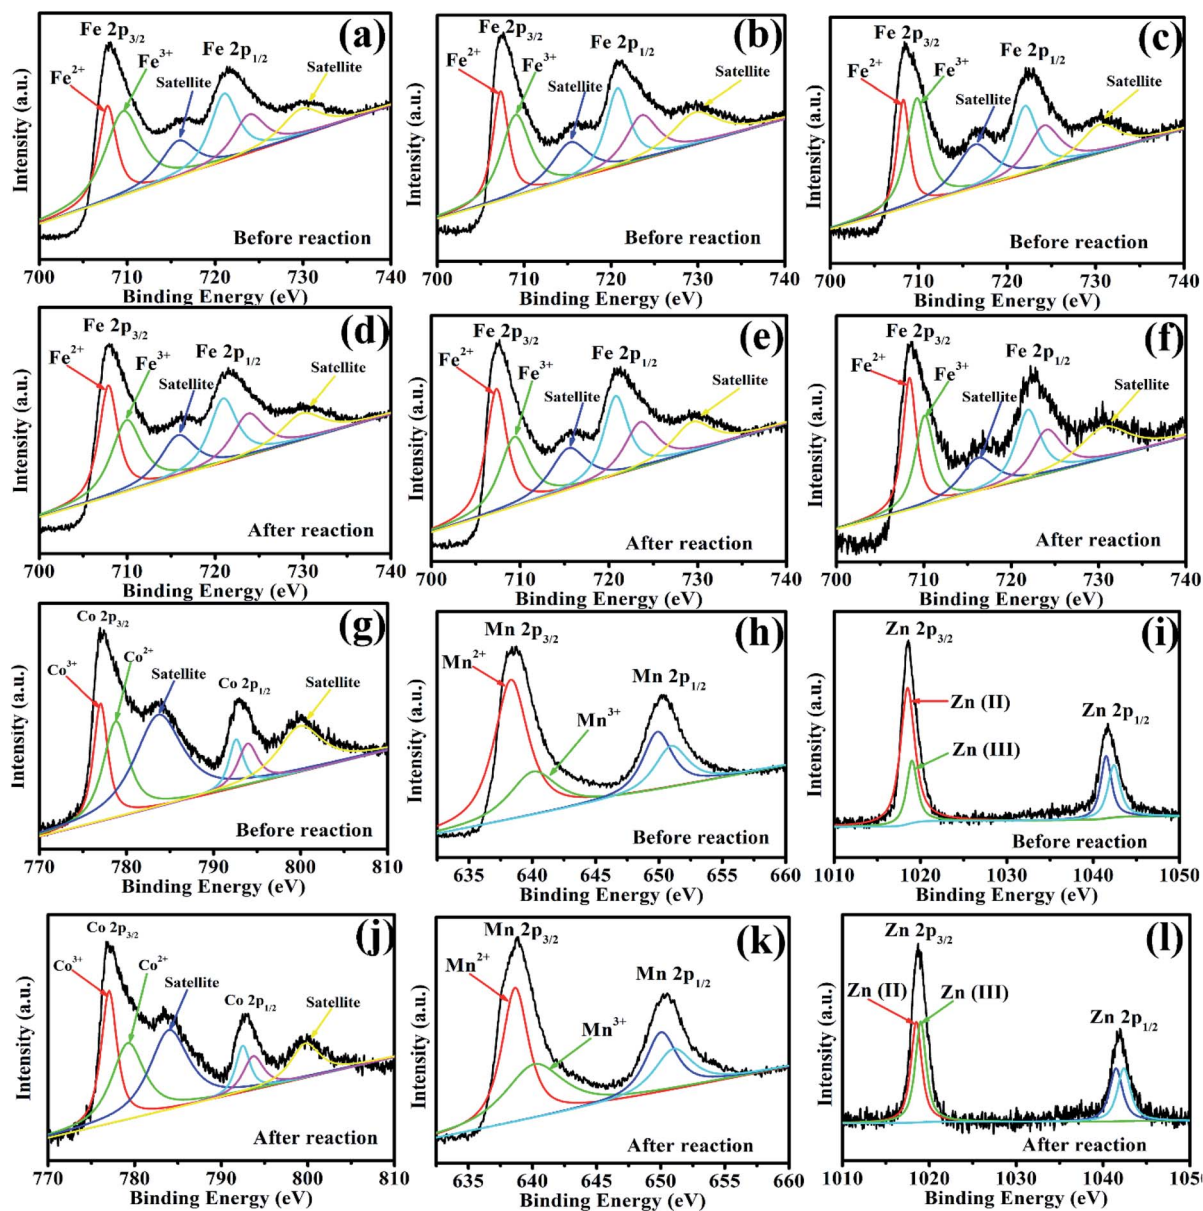 (a)
Fe 2p3/2
Fe2+
Fe3+
Satellite
Fe 2p1/2
Satellite
Before reaction
Intensity (a.u.)
700 710 720 730 740
Binding Energy (eV)
(b)
Fe 2p3/2
Fe2+
Fe3+
Satellite
Fe 2p1/2
Satellite
Before reaction
Intensity (a.u.)
700 710 720 730 740
Binding Energy (eV)
(c)
Fe 2p3/2
Fe2+
Fe3+
Satellite
Fe 2p1/2
Satellite
Before reaction
Intensity (a.u.)
700 710 720 730 740
Binding Energy (eV)
(d)
Fe 2p3/2
Fe2+
Fe3+
Satellite
Fe 2p1/2
Satellite
After reaction
Intensity (a.u.)
700 710 720 730 740
Binding Energy (eV)
(e)
Fe 2p3/2
Fe2+
Fe3+
Satellite
Fe 2p1/2
Satellite
After reaction
Intensity (a.u.)
700 710 720 730 740
Binding Energy (eV)
(f)
Fe 2p3/2
Fe2+
Fe3+
Satellite
Fe 2p1/2
Satellite
After reaction
Intensity (a.u.)
700 710 720 730 740
Binding Energy (eV)
(g)
Co 2p3/2
Co3+
Co2+
Satellite
Co 2p1/2
Satellite
Before reaction
Intensity (a.u.)
770 780 790 800 810
Binding Energy (eV)
(h)
Mn 2p3/2
Mn2+
Mn3+
Mn 2p1/2
Before reaction
Intensity (a.u.)
635 640 645 650 655 660
Binding Energy (eV)
(i)
Zn 2p3/2
Zn (II)
Zn (III)
Zn 2p1/2
Before reaction
Intensity (a.u.)
1010 1020 1030 1040 1050
Binding Energy (eV)
(j)
Co 2p3/2
Co3+
Co2+
Satellite
Co 2p1/2
Satellite
After reaction
Intensity (a.u.)
770 780 790 800 810
Binding Energy (eV)
(k)
Mn 2p3/2
Mn2+
Mn3+
Mn 2p1/2
After reaction
Intensity (a.u.)
635 640 645 650 655 660
Binding Energy (eV)
(l)
Zn 2p3/2
Zn (II)
Zn (III)
Zn 2p1/2
After reaction
Intensity (a.u.)
1010 1020 1030 1040 1050
Binding Energy (eV)